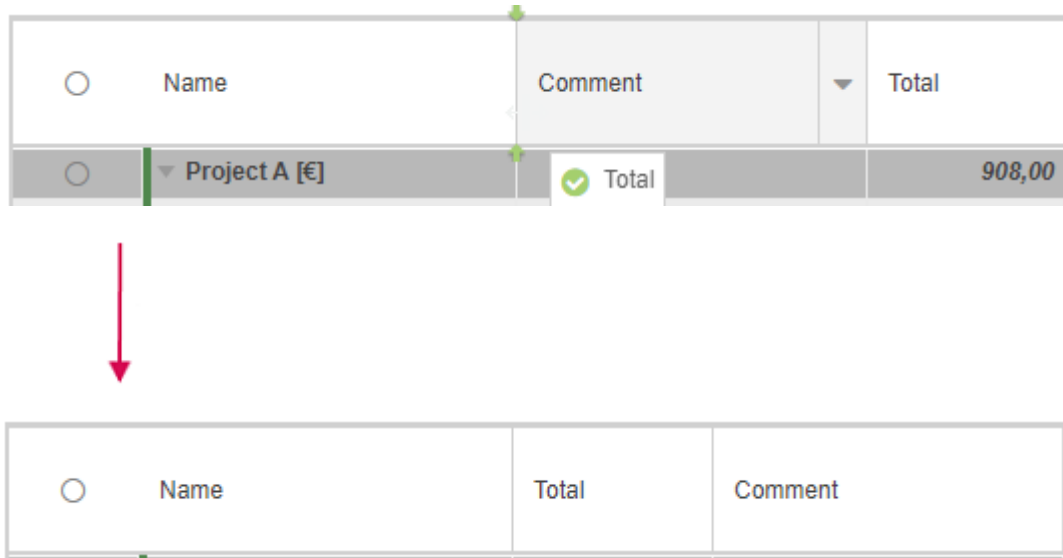 Name Comment Total
Project A [€] 908,00
Total
Name Total Comment